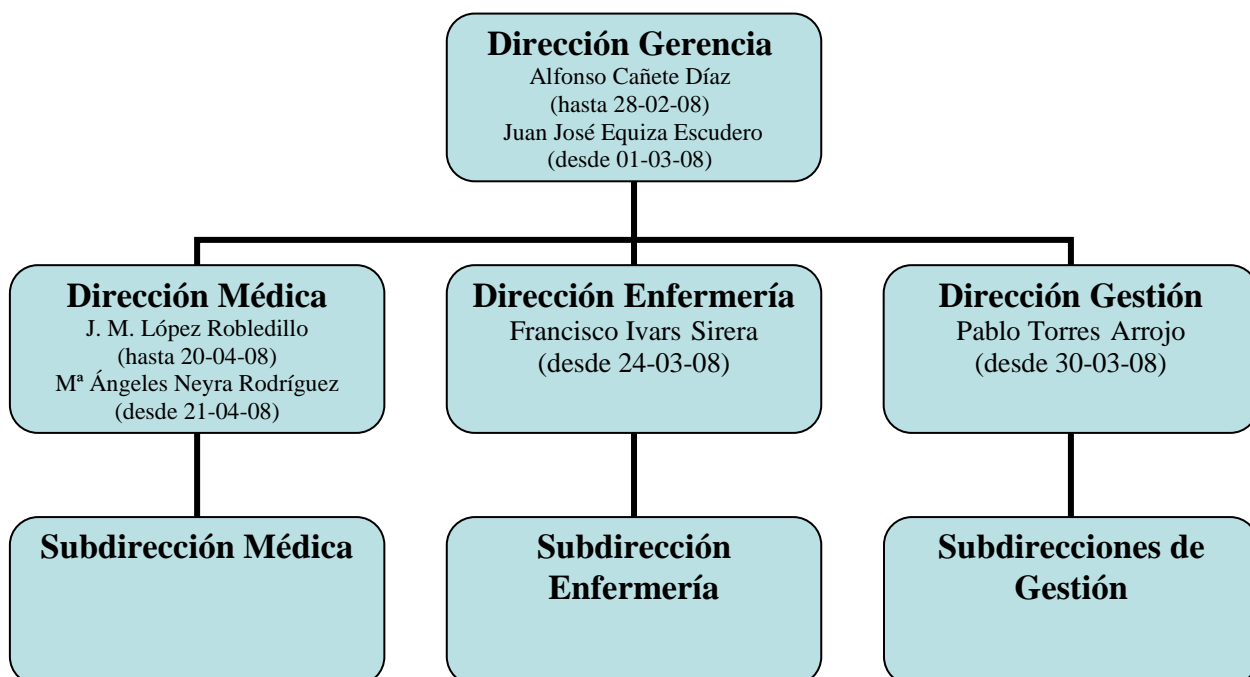 Dirección Gerencia
Alfonso Cañete Díaz
(hasta 28-02-08)
Juan José Equiza Escudero
(desde 01-03-08)
Dirección Médica
J. M. López Robledillo
(hasta 20-04-08)
Mª Ángeles Neyra Rodríguez
(desde 21-04-08)
Dirección Enfermería
Francisco Ivars Sirera
(desde 24-03-08)
Dirección Gestión
Pablo Torres Arrojo
(desde 30-03-08)
Subdirección Médica
Subdirección
Enfermería
Subdirecciones de
Gestión